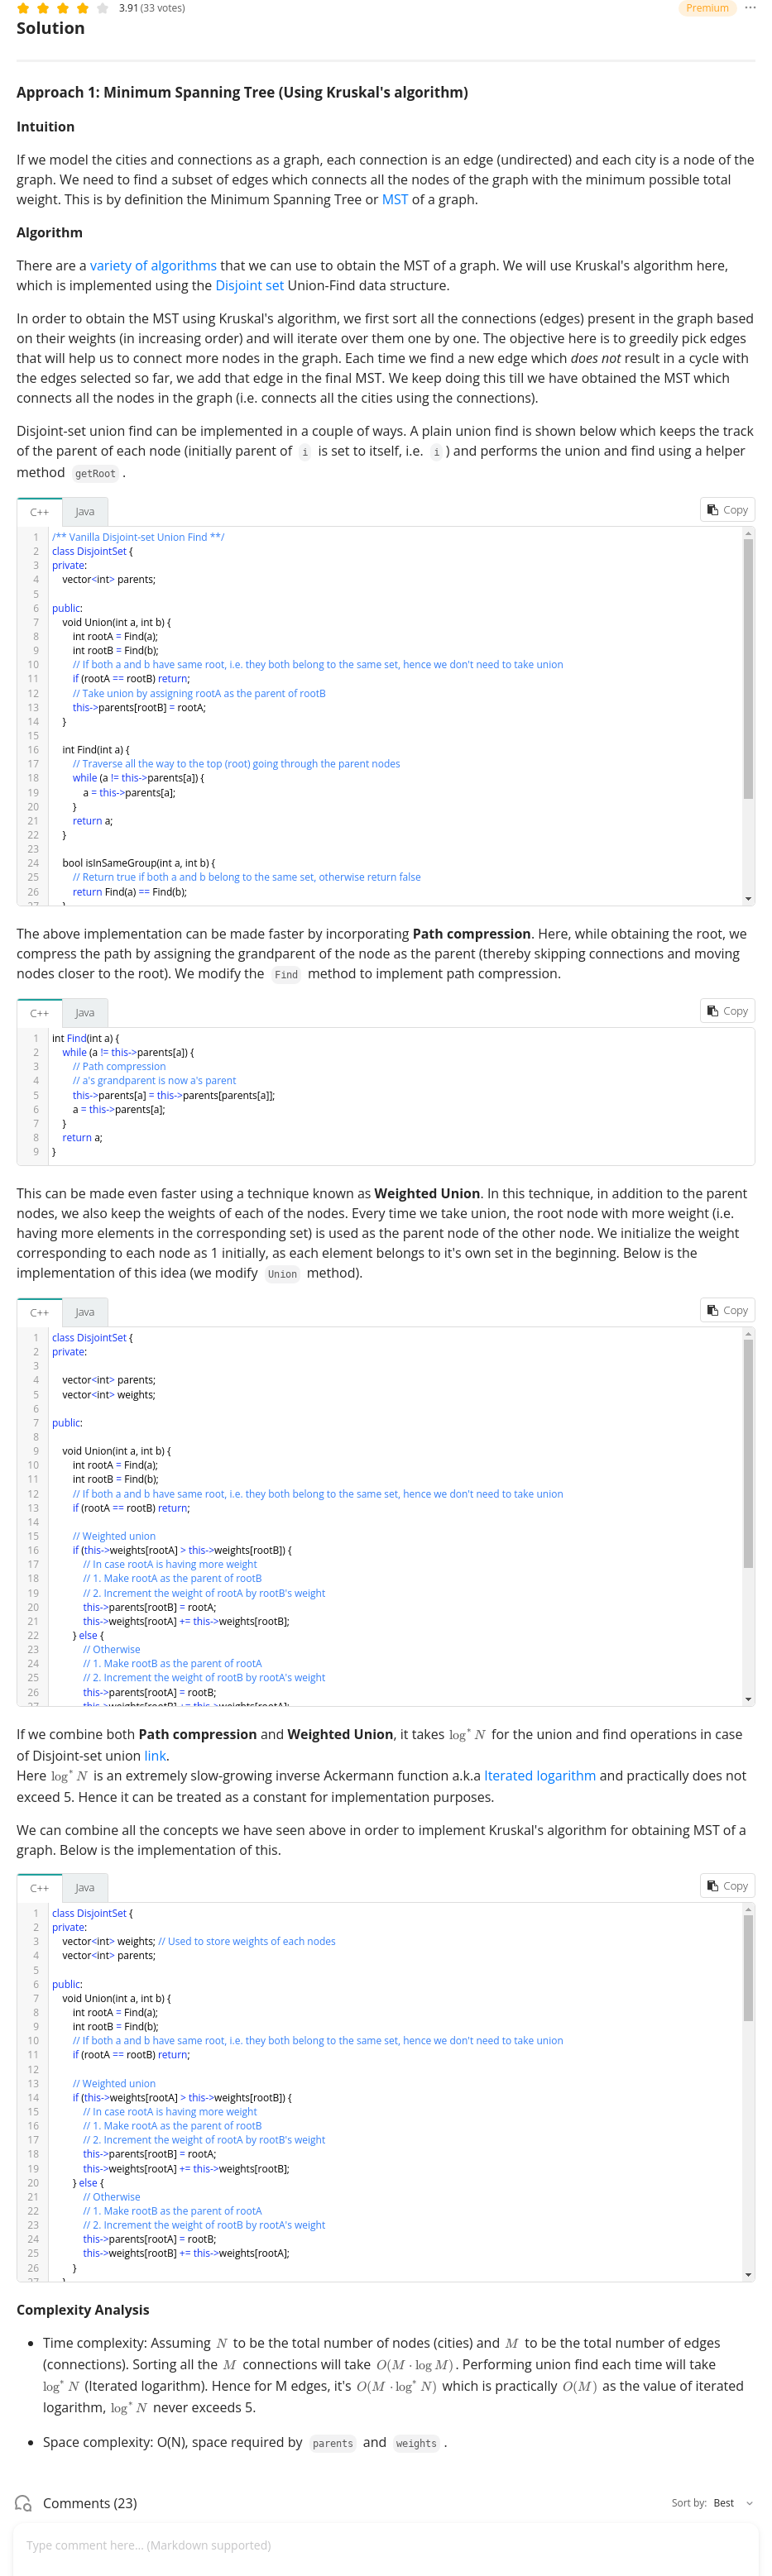 3.91 (33 votes)
Premium
Solution
Approach 1: Minimum Spanning Tree (Using Kruskal's algorithm)
Intuition
If we model the cities and connections as a graph, each connection is an edge (undirected) and each city is a node of the
graph. We need to find a subset of edges which connects all the nodes of the graph with the minimum possible total
weight. This is by definition the Minimum Spanning Tree or MST of a graph.
Algorithm
There are a variety of algorithms that we can use to obtain the MST of a graph. We will use Kruskal's algorithm here,
which is implemented using the Disjoint set Union-Find data structure.
In order to obtain the MST using Kruskal's algorithm, we first sort all the connections (edges) present in the graph based
on their weights (in increasing order) and will iterate over them one by one. The objective here is to greedily pick edges
that will help us to connect more nodes in the graph. Each time we find a new edge which does not result in a cycle with
the edges selected so far, we add that edge in the final MST. We keep doing this till we have obtained the MST which
connects all the nodes in the graph (i.e. connects all the cities using the connections).
Disjoint-set union find can be implemented in a couple of ways. A plain union find is shown below which keeps the track
of the parent of each node (initially parent of i is set to itself, i.e. i ) and performs the union and find using a helper
method getRoot .
C++ Java Copy
1 /** Vanilla Disjoint-set Union Find **/
2 class DisjointSet {
3 private:
4 vector<int> parents;
5
6 public:
7 void Union(int a, int b) {
8 int rootA = Find(a);
9 int rootB = Find(b);
10 // If both a and b have same root, i.e. they both belong to the same set, hence we don't need to take union
11 if (rootA == rootB) return;
12 // Take union by assigning rootA as the parent of rootB
13 this->parents[rootB] = rootA;
14 }
15
16 int Find(int a) {
17 // Traverse all the way to the top (root) going through the parent nodes
18 while (a != this->parents[a]) {
19 a = this->parents[a];
20 }
21 return a;
22 }
23
24 bool isInSameGroup(int a, int b) {
25 // Return true if both a and b belong to the same set, otherwise return false
26 return Find(a) == Find(b);
27 }
The above implementation can be made faster by incorporating Path compression. Here, while obtaining the root, we
compress the path by assigning the grandparent of the node as the parent (thereby skipping connections and moving
nodes closer to the root). We modify the Find method to implement path compression.
C++ Java Copy
1 int Find(int a) {
2 while (a != this->parents[a]) {
3 // Path compression
4 // a's grandparent is now a's parent
5 this->parents[a] = this->parents[parents[a]];
6 a = this->parents[a];
7 }
8 return a;
9 }
This can be made even faster using a technique known as Weighted Union. In this technique, in addition to the parent
nodes, we also keep the weights of each of the nodes. Every time we take union, the root node with more weight (i.e.
having more elements in the corresponding set) is used as the parent node of the other node. We initialize the weight
corresponding to each node as 1 initially, as each element belongs to it's own set in the beginning. Below is the
implementation of this idea (we modify Union method).
C++ Java Copy
1 class DisjointSet {
2 private:
3
4 vector<int> parents;
5 vector<int> weights;
6
7 public:
8
9 void Union(int a, int b) {
10 int rootA = Find(a);
11 int rootB = Find(b);
12 // If both a and b have same root, i.e. they both belong to the same set, hence we don't need to take union
13 if (rootA == rootB) return;
14
15 // Weighted union
16 if (this->weights[rootA] > this->weights[rootB]) {
17 // In case rootA is having more weight
18 // 1. Make rootA as the parent of rootB
19 // 2. Increment the weight of rootA by rootB's weight
20 this->parents[rootB] = rootA;
21 this->weights[rootA] += this->weights[rootB];
22 } else {
23 // Otherwise
24 // 1. Make rootB as the parent of rootA
25 // 2. Increment the weight of rootB by rootA's weight
26 this->parents[rootA] = rootB;
27 this->weights[rootB] += this->weights[rootA];
If we combine both Path compression and Weighted Union, it takes log* N for the union and find operations in case
of Disjoint-set union link.
Here log* N is an extremely slow-growing inverse Ackermann function a.k.a Iterated logarithm and practically does not
exceed 5. Hence it can be treated as a constant for implementation purposes.
We can combine all the concepts we have seen above in order to implement Kruskal's algorithm for obtaining MST of a
graph. Below is the implementation of this.
C++ Java Copy
1 class DisjointSet {
2 private:
3 vector<int> weights; // Used to store weights of each nodes
4 vector<int> parents;
5
6 public:
7 void Union(int a, int b) {
8 int rootA = Find(a);
9 int rootB = Find(b);
10 // If both a and b have same root, i.e. they both belong to the same set, hence we don't need to take union
11 if (rootA == rootB) return;
12
13 // Weighted union
14 if (this->weights[rootA] > this->weights[rootB]) {
15 // In case rootA is having more weight
16 // 1. Make rootA as the parent of rootB
17 // 2. Increment the weight of rootA by rootB's weight
18 this->parents[rootB] = rootA;
19 this->weights[rootA] += this->weights[rootB];
20 } else {
21 // Otherwise
22 // 1. Make rootB as the parent of rootA
23 // 2. Increment the weight of rootB by rootA's weight
24 this->parents[rootA] = rootB;
25 this->weights[rootB] += this->weights[rootA];
26 }
27 }
Complexity Analysis
• Time complexity: Assuming N to be the total number of nodes (cities) and M to be the total number of edges
(connections). Sorting all the M connections will take O(M · log M). Performing union find each time will take
log* N (Iterated logarithm). Hence for M edges, it's O(M · log* N) which is practically O(M) as the value of iterated
logarithm, log* N never exceeds 5.
• Space complexity: O(N), space required by parents and weights .
Comments (23)
Sort by: Best
Type comment here... (Markdown supported)